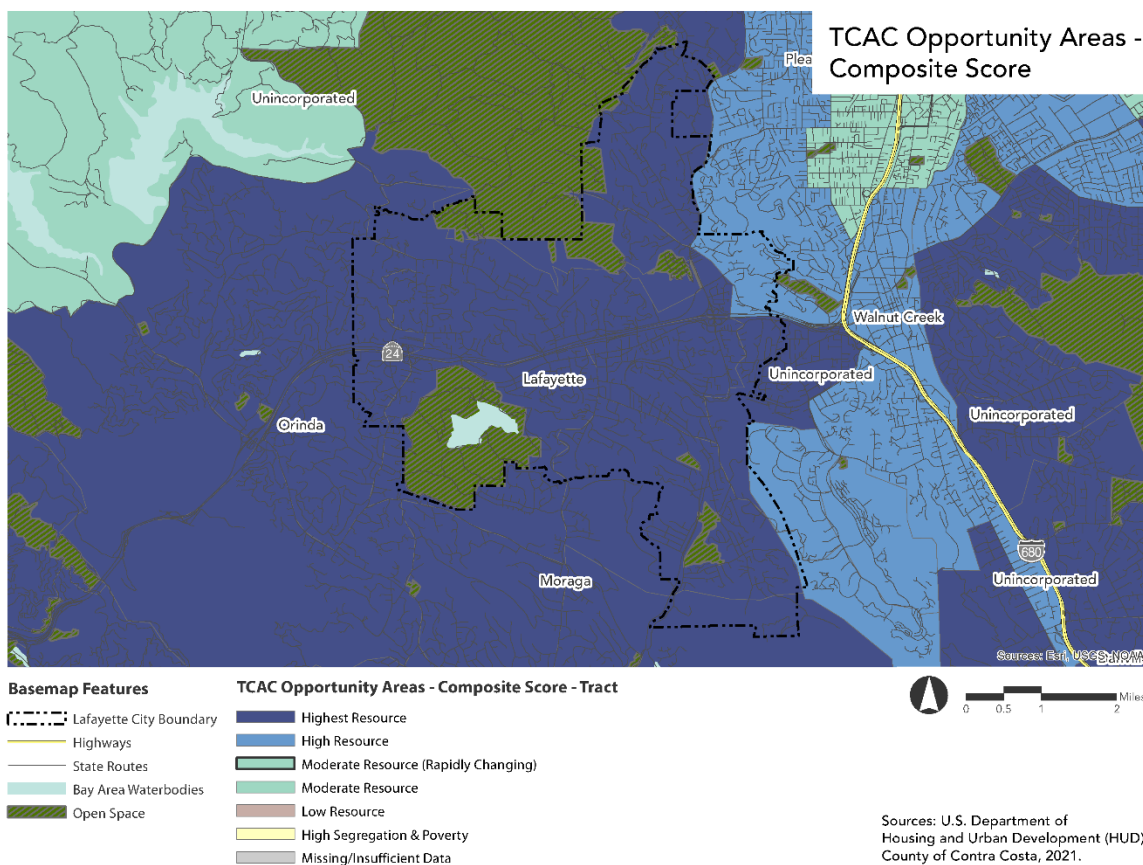 TCAC Opportunity Areas -
Composite Score
Unincorporated
24
Lafayette
Orinda
Walnut Creek
Unincorporated
Unincorporated
Moraga
680
Unincorporated
Sources: Esri, USGS, NOAA
Basemap Features
Lafayette City Boundary
Highways
State Routes
Bay Area Waterbodies
Open Space
TCAC Opportunity Areas - Composite Score - Tract
Highest Resource
High Resource
Moderate Resource (Rapidly Changing)
Moderate Resource
Low Resource
High Segregation & Poverty
Missing/Insufficient Data
0 0.5 1 2 Miles
Sources: U.S. Department of
Housing and Urban Development (HUD)
County of Contra Costa, 2021.